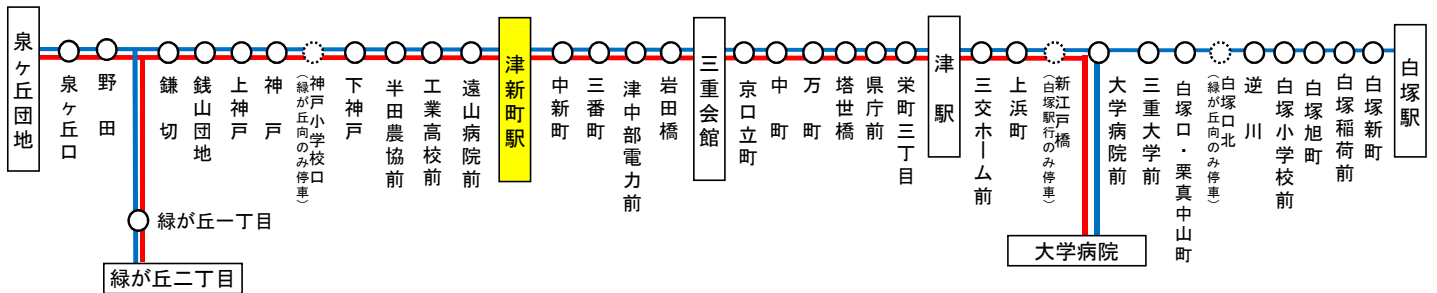 泉ヶ丘団地
泉ヶ丘口
野田
鎌切
銭山団地
上神戸
神戸
神戸小学校口
（緑が丘向のみ停車）
下神戸
半田農協前
工業高校前
遠山病院前
津新町駅
中新町
三番町
津中部電力前
岩田橋
三重会館
京口立町
中町
万町
塔世橋
県庁前
栄町三丁目
津駅
三交ホーム前
上浜町
新江戸橋
（白塚駅行のみ停車）
大学病院前
三重大学前
白塚口・栗真中山町
白塚口北
（緑が丘向のみ停車）
逆川
白塚小学校前
白塚旭町
白塚稲荷前
白塚新町
白塚駅
緑が丘一丁目
緑が丘二丁目
大学病院